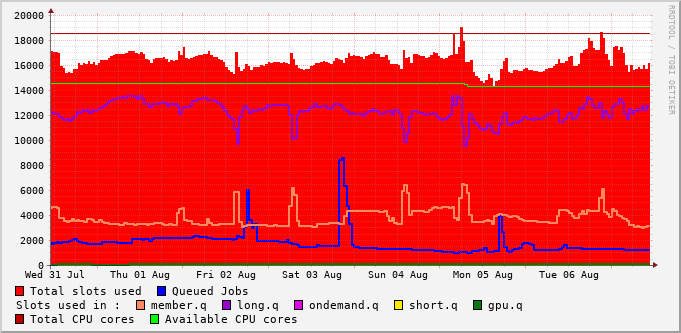 20000
18000
16000
14000
12000
10000
8000
6000
4000
2000
0
Wed 31 Jul Thu 01 Aug Fri 02 Aug Sat 03 Aug Sun 04 Aug Mon 05 Aug Tue 06 Aug
Total slots used Queued Jobs
Slots used in : member.q long.q ondemand.q short.q gpu.q
Total CPU cores Available CPU cores
RRDTOOL / TOBI OETIKER